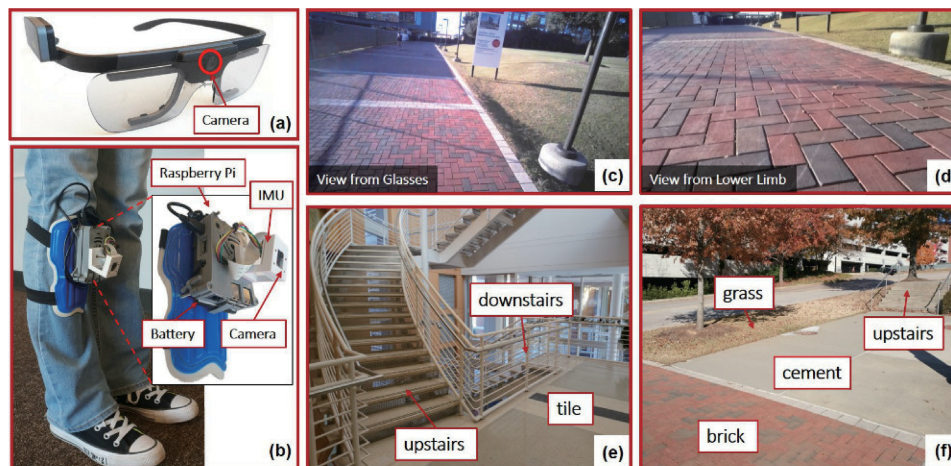 Camera
(a)
Raspberry Pi
IMU
Battery
Camera
(b)
View from Glasses
(c)
View from Lower Limb
(d)
downstairs
tile
upstairs
(e)
grass
upstairs
cement
brick
(f)